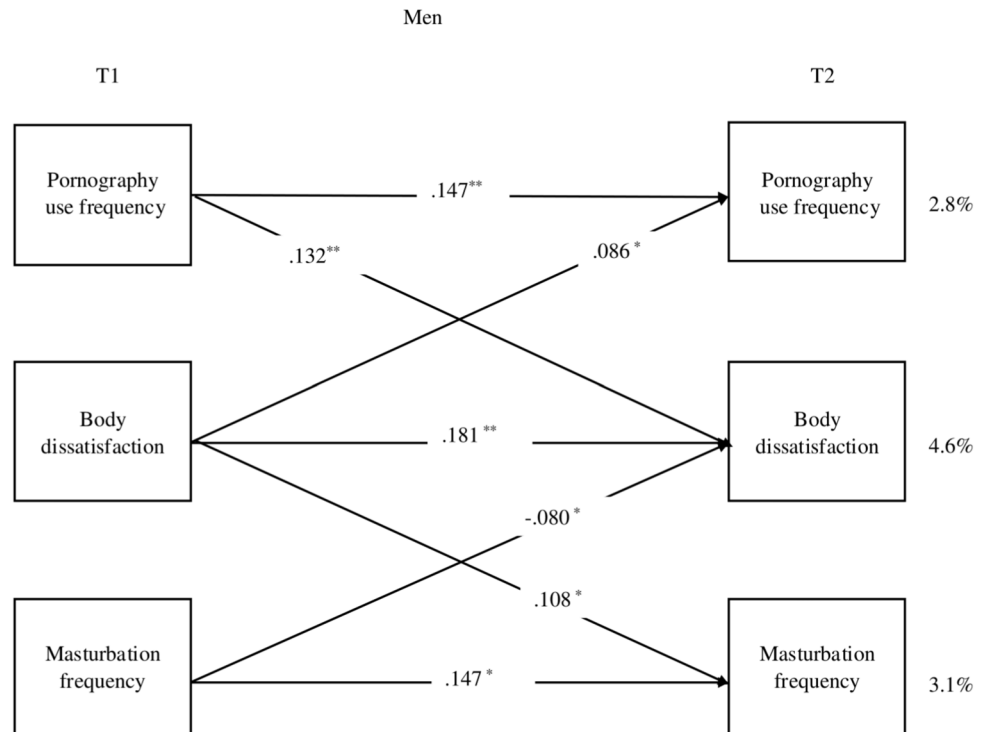 Men
T1
T2
Pornography
use frequency
.147**
Pornography
use frequency
2.8%
.132**
.086 *
Body
dissatisfaction
.181 **
Body
dissatisfaction
4.6%
-.080 *
.108 *
Masturbation
frequency
.147 *
Masturbation
frequency
3.1%